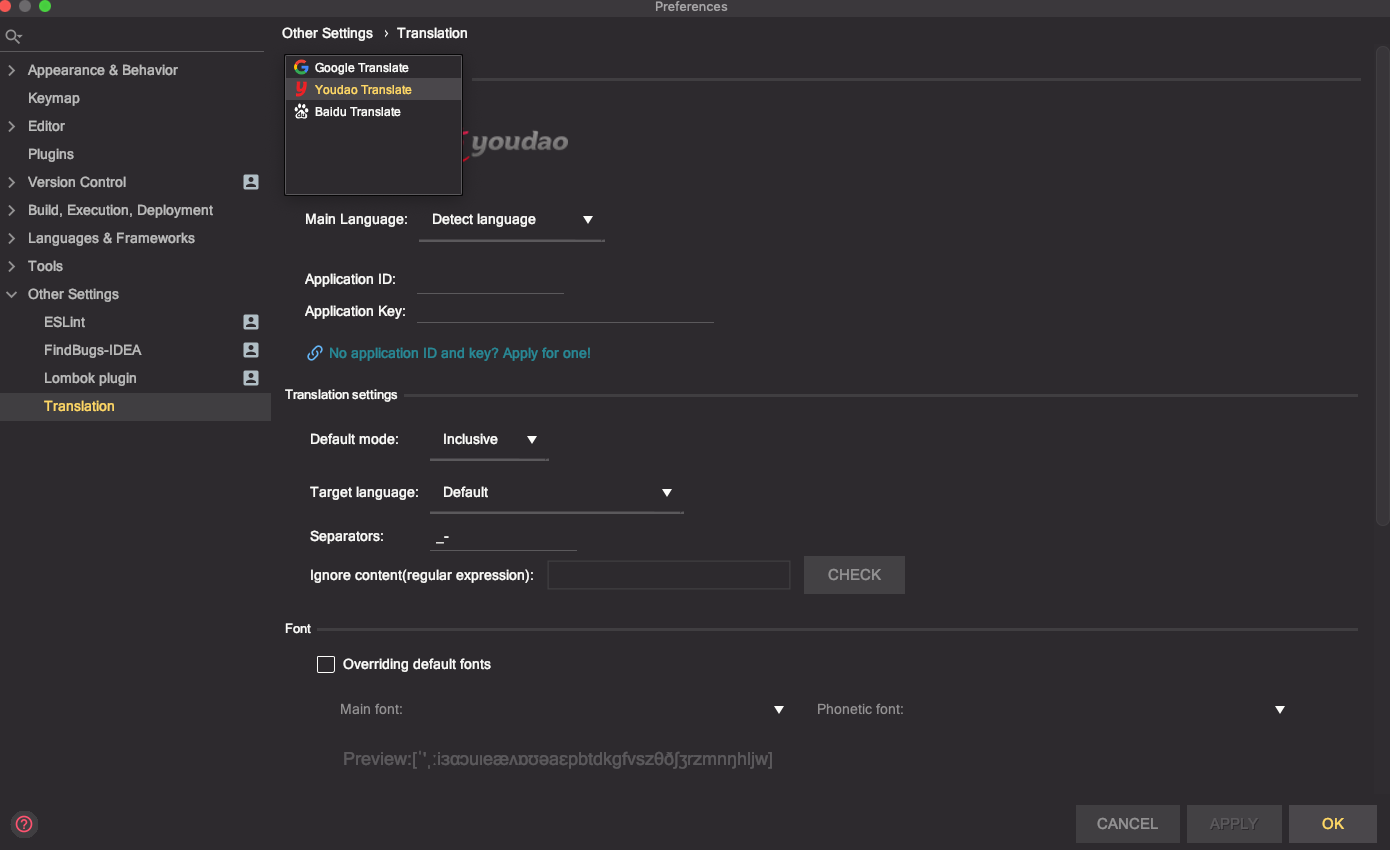 Preferences
Other Settings › Translation
Appearance & Behavior
Keymap
Editor
Plugins
Version Control
Build, Execution, Deployment
Languages & Frameworks
Tools
Other Settings
ESLint
FindBugs-IDEA
Lombok plugin
Translation
Google Translate
Youdao Translate
Baidu Translate
youdao
Main Language: Detect language
Application ID:
Application Key:
No application ID and key? Apply for one!
Translation settings
Default mode: Inclusive
Target language: Default
Separators: _-
Ignore content(regular expression): CHECK
Font
Overriding default fonts
Main font: Phonetic font:
Preview:[ˈˈˌːiɜɑɔuıeæʌɒʊəaɛpbtdkgfvszθðʃʒrzmnŋhljw]
CANCEL APPLY OK